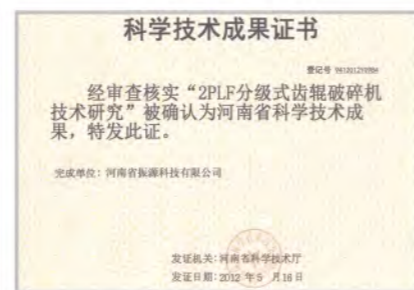 科学技术成果证书
登记号
经审查核实“2PLF分级式齿辊破碎机
技术研究”被确认为河南省科学技术成
果，特发此证。
完成单位：河南省振源科技有限公司
发证机关：河南省科学技术厅
发证日期：2012 年 5 月 16 日